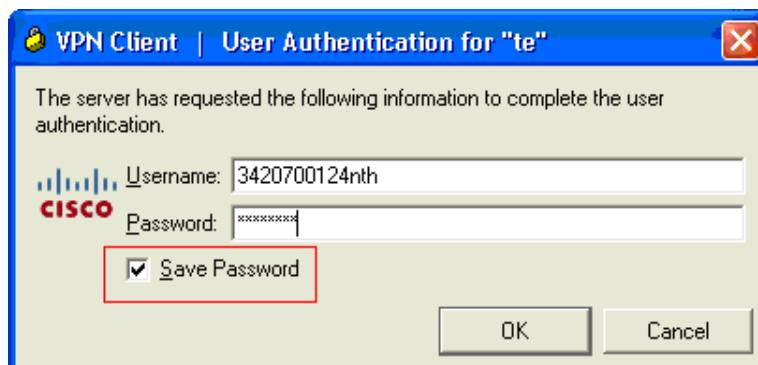 VPN Client | User Authentication for "te"
The server has requested the following information to complete the user
authentication.
Username: 3420700124nth
CISCO
Password: ********
Save Password
OK Cancel